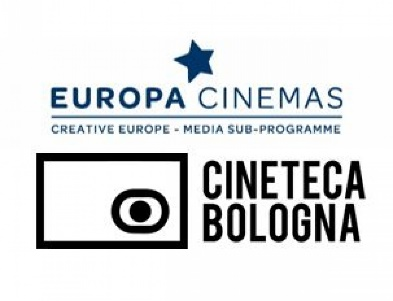 EUROPA CINEMAS
CREATIVE EUROPE - MEDIA SUB-PROGRAMME
CINETECA
BOLOGNA